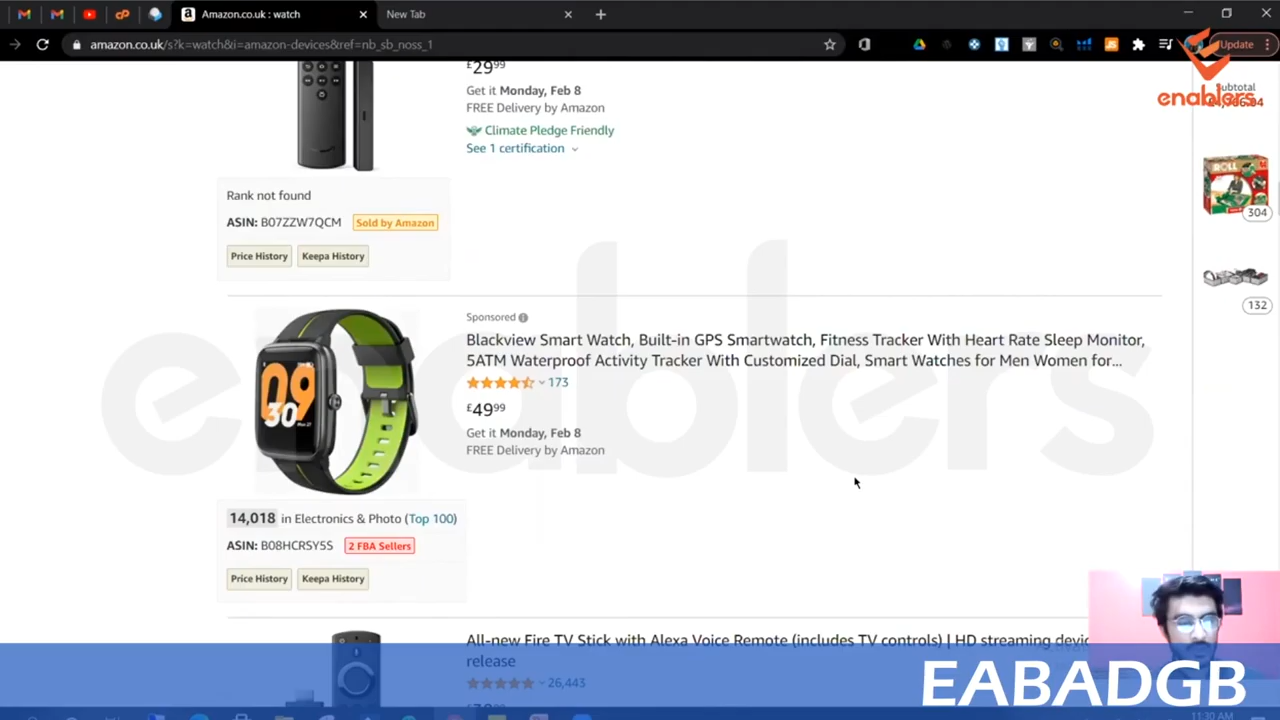 Amazon.co.uk : watch
New Tab
amazon.co.uk/s?k=watch&i=amazon-devices&ref=nb_sb_noss_1
Update
enablers
Subtotal
£29.99
Get it Monday, Feb 8
FREE Delivery by Amazon
Climate Pledge Friendly
See 1 certification
Rank not found
ASIN: B07ZZW7QCM Sold by Amazon
Price History Keepa History
304
132
enablers
Sponsored
Blackview Smart Watch, Built-in GPS Smartwatch, Fitness Tracker With Heart Rate Sleep Monitor,
5ATM Waterproof Activity Tracker With Customized Dial, Smart Watches for Men Women for...
173
£49.99
Get it Monday, Feb 8
FREE Delivery by Amazon
09
30
14,018 in Electronics & Photo (Top 100)
ASIN: B08HCRSY5S 2 FBA Sellers
Price History Keepa History
All-new Fire TV Stick with Alexa Voice Remote (includes TV controls) | HD streaming
release
26,443
EABADGB
11:30 AM